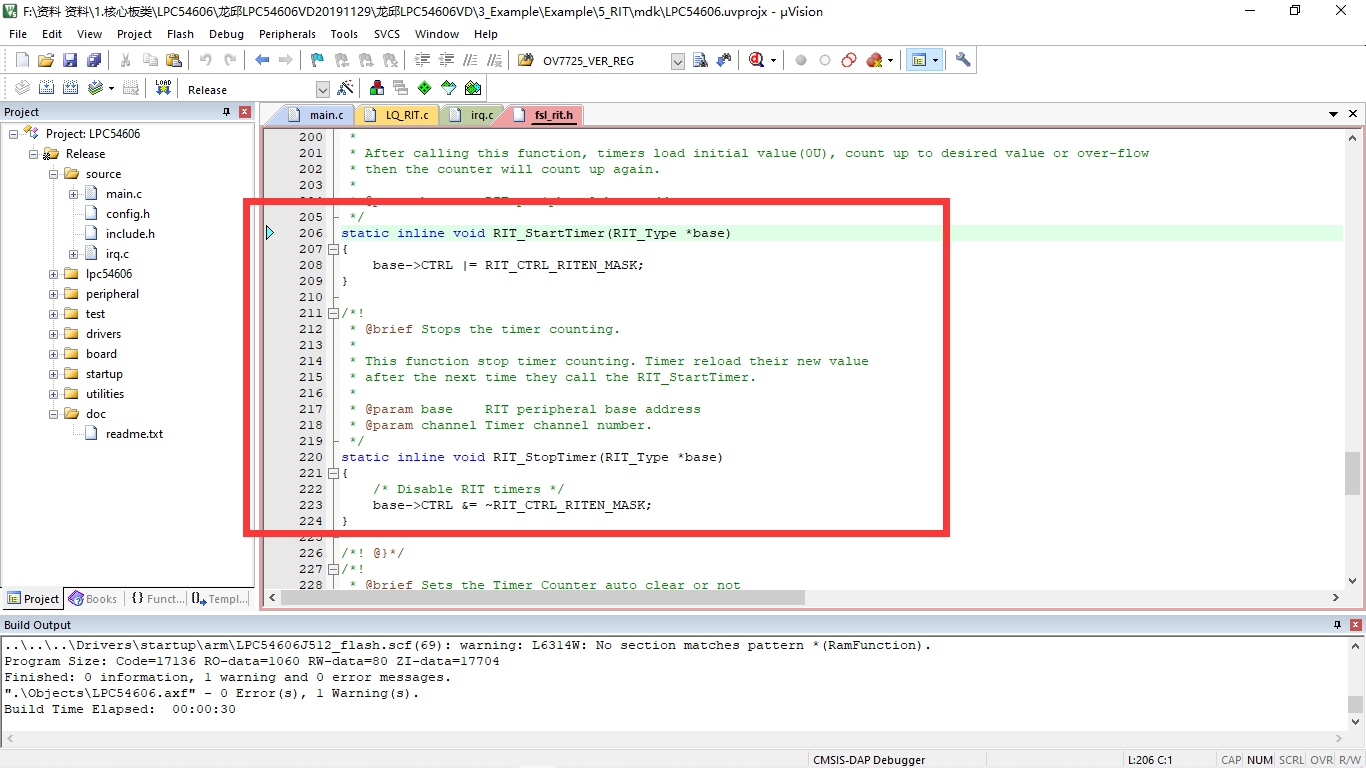 F:\资料 资料\1.核心板类\LPC54606\龙邱LPC54606VD20191129\龙邱LPC54606VD\3_Example\Example\5_RIT\mdk\LPC54606.uvprojx - µVision
File Edit View Project Flash Debug Peripherals Tools SVCS Window Help
OV7725_VER_REG
LOAD Release
Project
Project: LPC54606
Release
source
main.c
config.h
include.h
irq.c
lpc54606
peripheral
test
drivers
board
startup
utilities
doc
readme.txt
Project Books {} Funct... Templ...
main.c LQ_RIT.c irq.c fsl_rit.h
200 *
201 * After calling this function, timers load initial value(0U), count up to desired value or over-flow
202 * then the counter will count up again.
203 *
205 */
206 static inline void RIT_StartTimer(RIT_Type *base)
207 {
208 base->CTRL |= RIT_CTRL_RITEN_MASK;
209 }
210
211 /*!
212 * @brief Stops the timer counting.
213 *
214 * This function stop timer counting. Timer reload their new value
215 * after the next time they call the RIT_StartTimer.
216 *
217 * @param base RIT peripheral base address
218 * @param channel Timer channel number.
219 */
220 static inline void RIT_StopTimer(RIT_Type *base)
221 {
222 /* Disable RIT timers */
223 base->CTRL &= ~RIT_CTRL_RITEN_MASK;
224 }
225
226 /*! @}*/
227 /*!
228 * @brief Sets the Timer Counter auto clear or not
Build Output
..\..\..\Drivers\startup\arm\LPC54606J512_flash.scf(69): warning: L6314W: No section matches pattern *(RamFunction).
Program Size: Code=17136 RO-data=1060 RW-data=80 ZI-data=17704
Finished: 0 information, 1 warning and 0 error messages.
".\Objects\LPC54606.axf" - 0 Error(s), 1 Warning(s).
Build Time Elapsed: 00:00:30
CMSIS-DAP Debugger L:206 C:1 CAP NUM SCRL OVR R/W